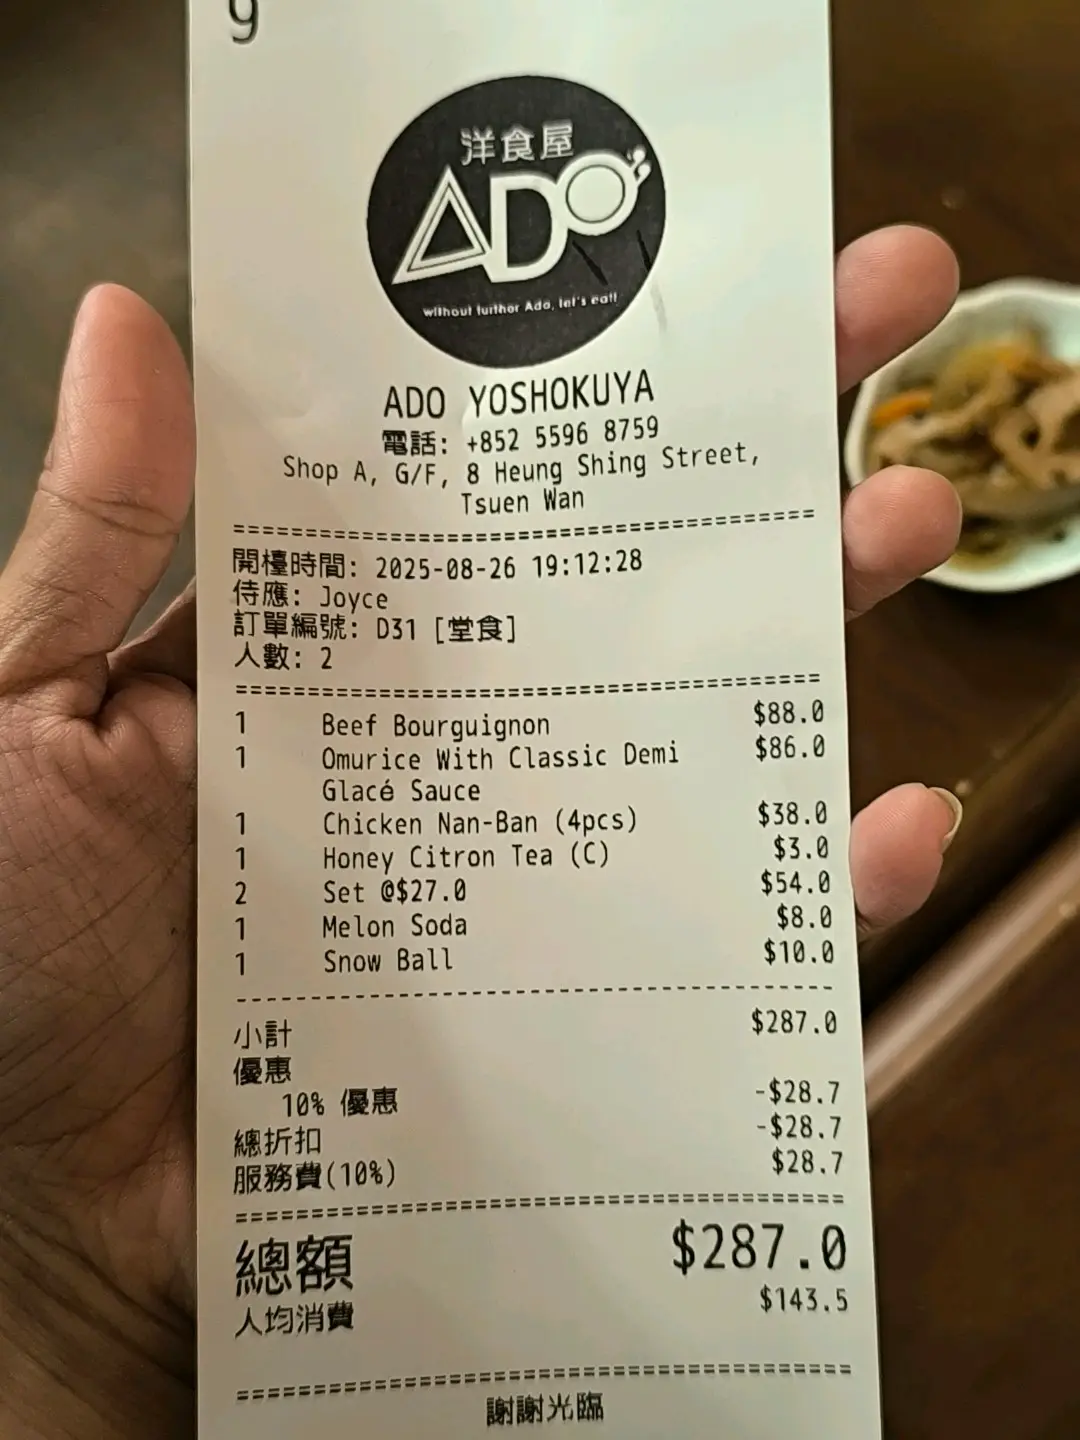 9
洋食屋
ADO
without further Ado, let's eat!
ADO YOSHOKUYA
電話: +852 5596 8759
Shop A, G/F, 8 Heung Shing Street,
Tsuen Wan
========================================
開檯時間: 2025-08-26 19:12:28
侍應: Joyce
訂單編號: D31 [堂食]
人數: 2
========================================
1 Beef Bourguignon $88.0
1 Omurice With Classic Demi $86.0
Glacé Sauce
1 Chicken Nan-Ban (4pcs) $38.0
1 Honey Citron Tea (C) $3.0
2 Set @$27.0 $54.0
1 Melon Soda $8.0
1 Snow Ball $10.0
----------------------------------------
小計 $287.0
優惠
10% 優惠 -$28.7
總折扣 -$28.7
服務費(10%) $28.7
========================================
總額 $287.0
人均消費 $143.5
========================================
謝謝光臨